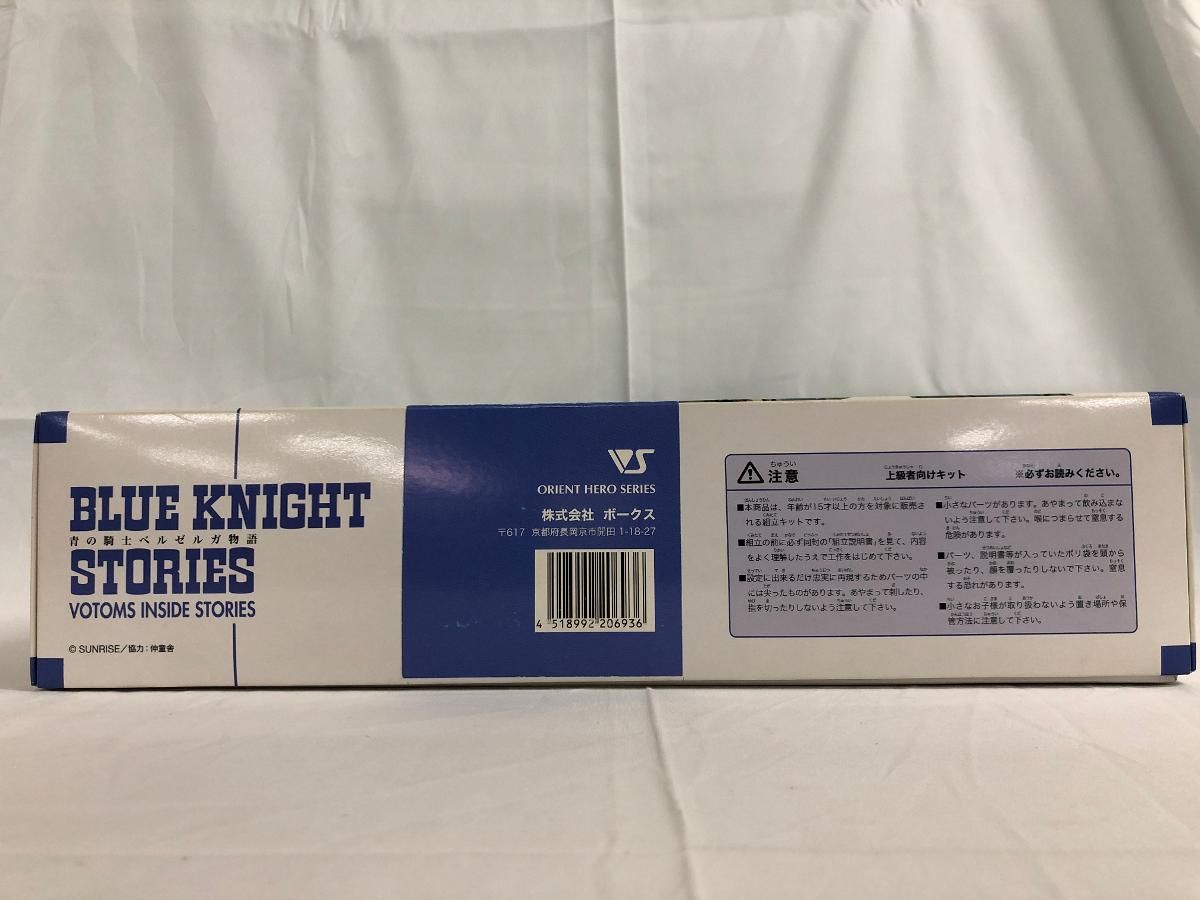 BLUE KNIGHT
青の騎士ベルゼルガ物語
STORIES
VOTOMS INSIDE STORIES
© SUNRISE/協力:伸童舎
VS
ORIENT HERO SERIES
株式会社 ボークス
〒617 京都府長岡京市開田 1-18-27
4 518992 206936
注意 上級者向けキット ※必ずお読みください。
■本商品は、年齢が15才以上の方を対象に販売さ
れる組立キットです。
■組立の前に必ず同封の「組立説明書」を見て、内容
をよく理解したうえで工作をはじめて下さい。
■設定に出来るだけ忠実に再現するためパーツの中
には尖ったものがあります。あやまって刺したり、
指を切ったりしないよう注意して下さい。
■小さなパーツがあります。あやまって飲み込まな
いよう注意して下さい。喉につまらせて窒息する
危険があります。
■パーツ、説明書等が入っていたポリ袋を頭から
被ったり、顔を覆ったりしないで下さい。窒息
する恐れがあります。
■小さなお子様が取り扱わないよう置き場所や保
管方法に注意して下さい。